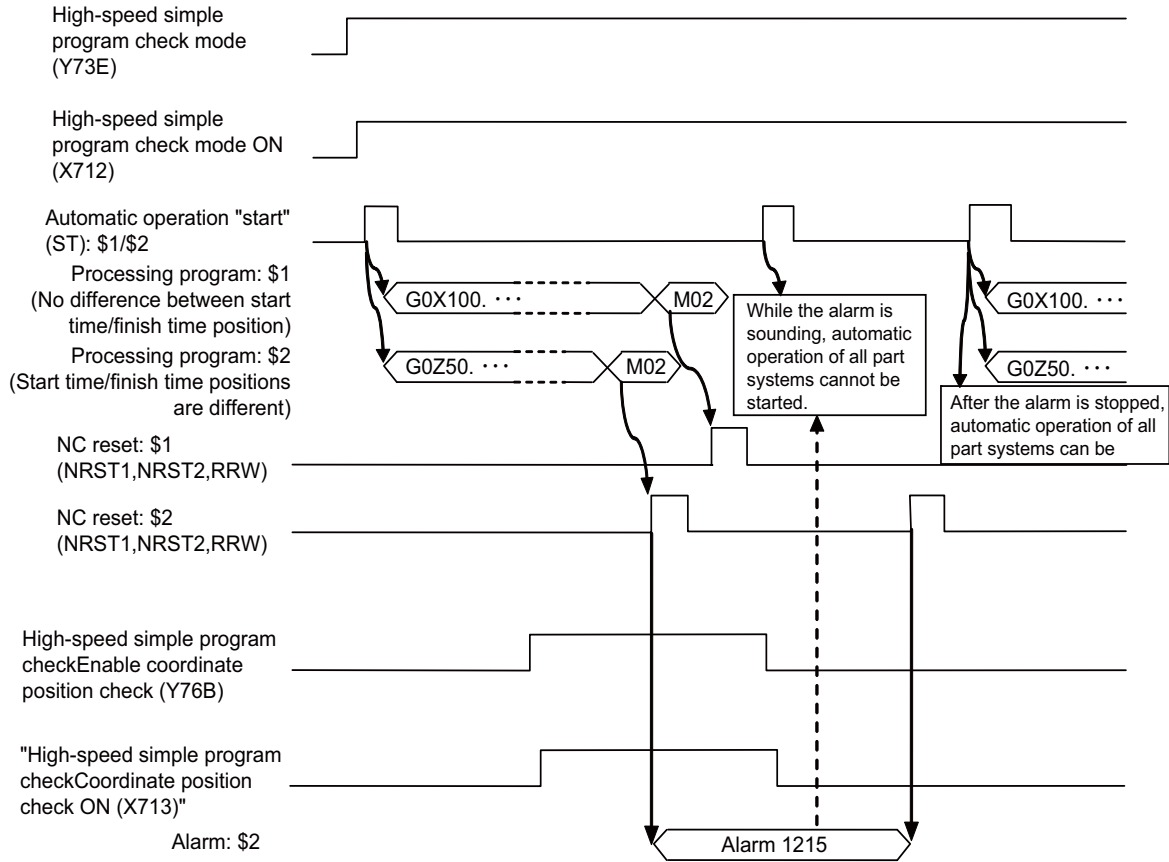 High-speed simple
program check mode
(Y73E)
High-speed simple
program check mode ON
(X712)
Automatic operation "start"
(ST): $1/$2
Processing program: $1
(No difference between start
time/finish time position)
G0X100. ···
M02
G0X100. ···
While the alarm is
sounding, automatic
operation of all part
systems cannot be
started.
Processing program: $2
(Start time/finish time positions
are different)
G0Z50. ···
M02
G0Z50. ···
After the alarm is stopped,
automatic operation of all
part systems can be
NC reset: $1
(NRST1,NRST2,RRW)
NC reset: $2
(NRST1,NRST2,RRW)
High-speed simple program
checkEnable coordinate
position check (Y76B)
"High-speed simple program
checkCoordinate position
check ON (X713)"
Alarm: $2
Alarm 1215